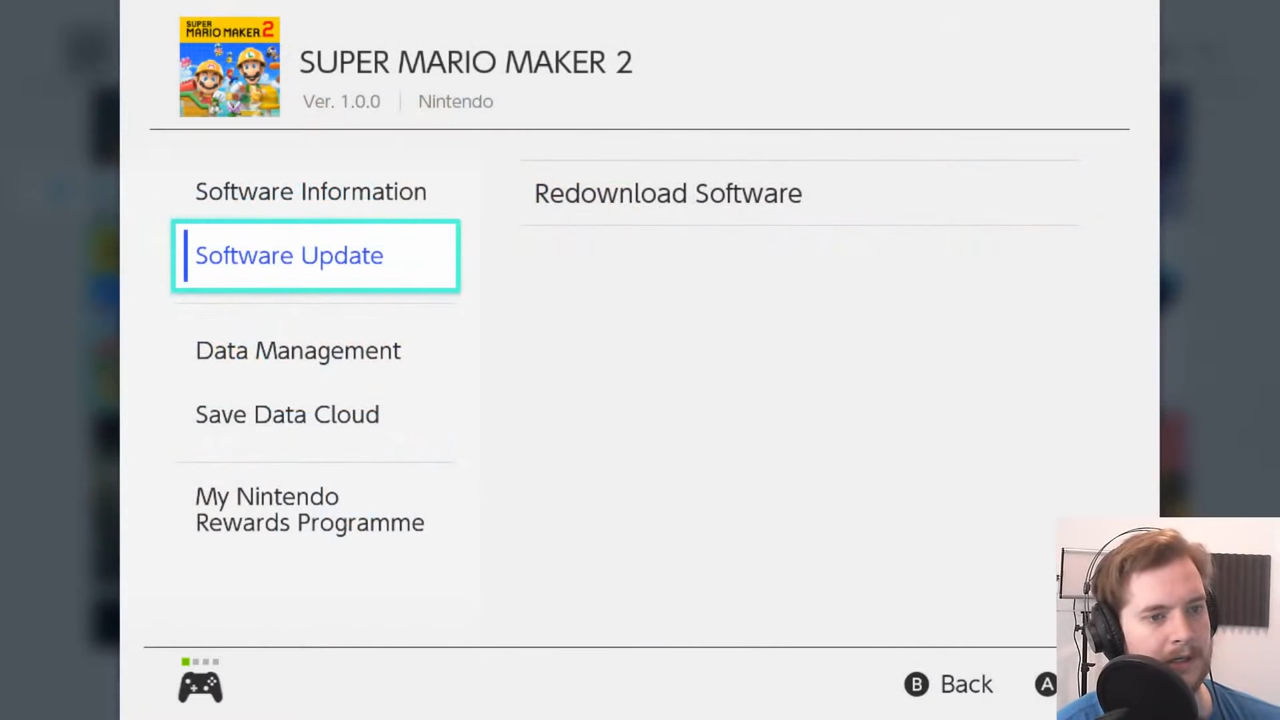 SUPER
MARIO MAKER 2
SUPER MARIO MAKER 2
Ver. 1.0.0 | Nintendo
Software Information
Software Update
Data Management
Save Data Cloud
My Nintendo
Rewards Programme
Redownload Software
B Back A